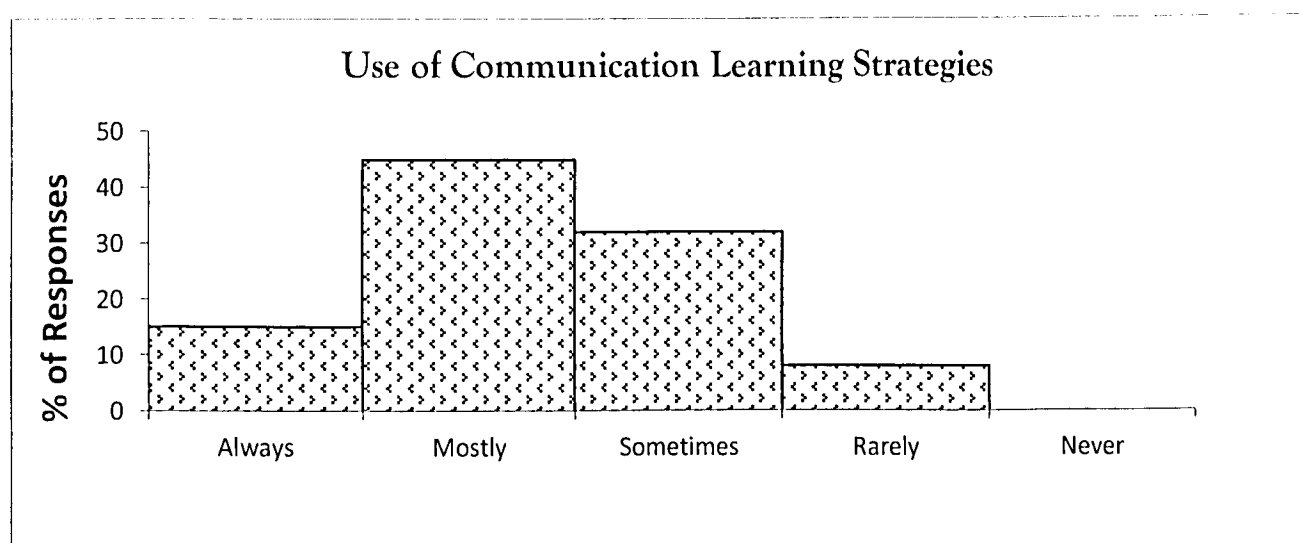 Use of Communication Learning Strategies
% of Responses
50
40
30
20
10
0
Always Mostly Sometimes Rarely Never